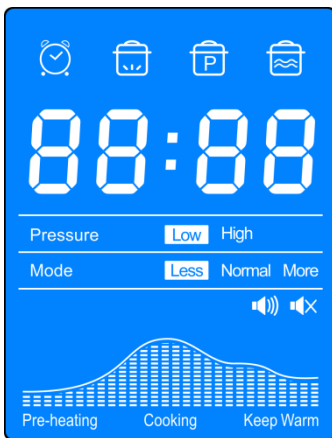 P
88:88
Pressure Low High
Mode Less Normal More
Pre-heating Cooking Keep Warm